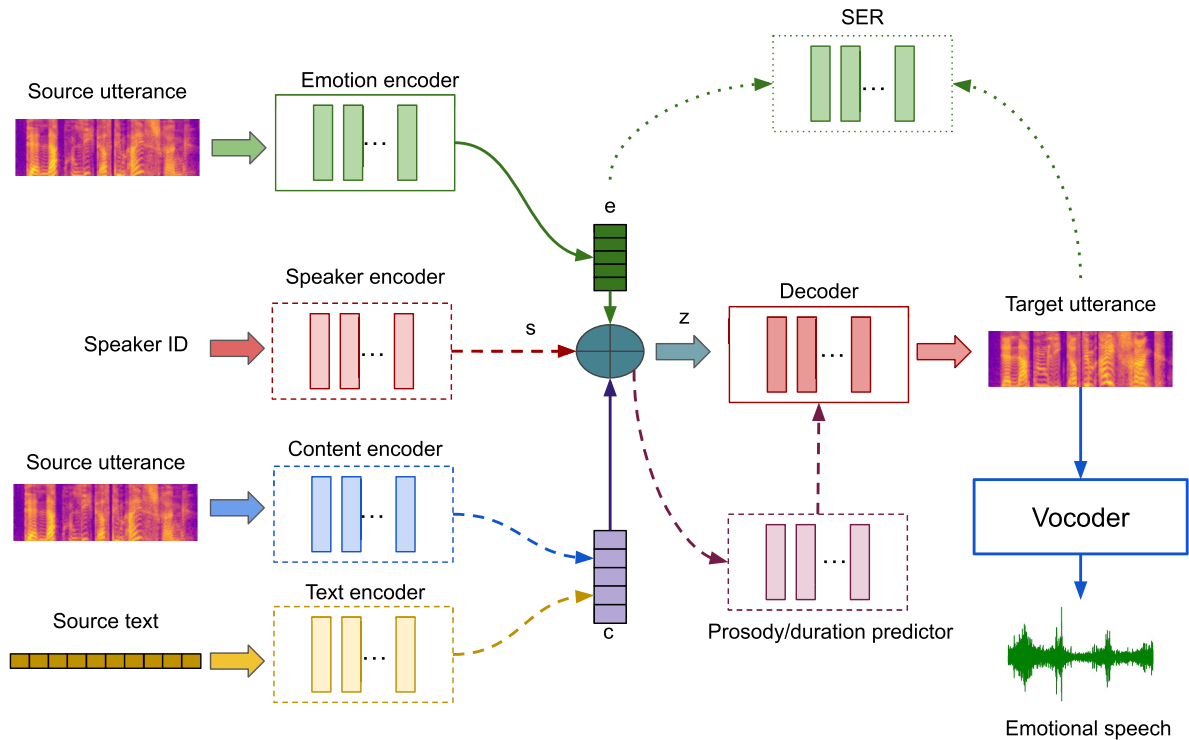 SER
...
Source utterance
Emotion encoder
...
e
Speaker ID
Speaker encoder
...
s
z
Decoder
...
Target utterance
Source utterance
Content encoder
...
Source text
Text encoder
...
c
...
Prosody/duration predictor
Vocoder
Emotional speech